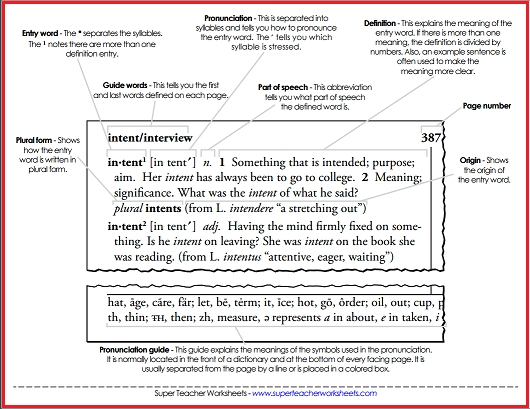 Pronunciation - This is separated into
syllables and tells you how to pronounce
the entry word. The ʹ tells you which
syllable is stressed.
Definition - This explains the meaning of the
entry word. If there is more than one
meaning, the definition is divided by
numbers. Also, an example sentence is
often used to make the
meaning more clear.
Entry word - The • separates the syllables.
The ¹ notes there are more than one
definition entry.
Guide words - This tells you the first
and last words defined on each page.
Part of speech - This abbreviation
tells you what part of speech
the defined word is.
Page number
Plural form - Shows
how the entry
word is written in
plural form.
Origin - Shows
the origin of
the entry word.
intent/interview 387
in•tent¹ [in tentʹ] n. 1 Something that is intended; purpose;
aim. Her intent has always been to go to college. 2 Meaning;
significance. What was the intent of what he said?
plural intents (from L. intendere “a stretching out”)
in•tent² [in tentʹ] adj. Having the mind firmly fixed on some-
thing. Is he intent on leaving? She was intent on the book she
was reading. (from L. intentus “attentive, eager, waiting”)
hat, āge, cãre, fär; let, bē, tėrm; it, īce; hot, gō, ôrder; oil, out; cup, p
th, thin; ᴛʜ, then; zh, measure, ə represents a in about, e in taken, i
Pronunciation guide - This guide explains the meanings of the symbols used in the pronunciation.
It is normally located in the front of a dictionary and at the bottom of every facing page. It is
usually separated from the page by a line or is placed in a colored box.
Super Teacher Worksheets - www.superteacherworksheets.com